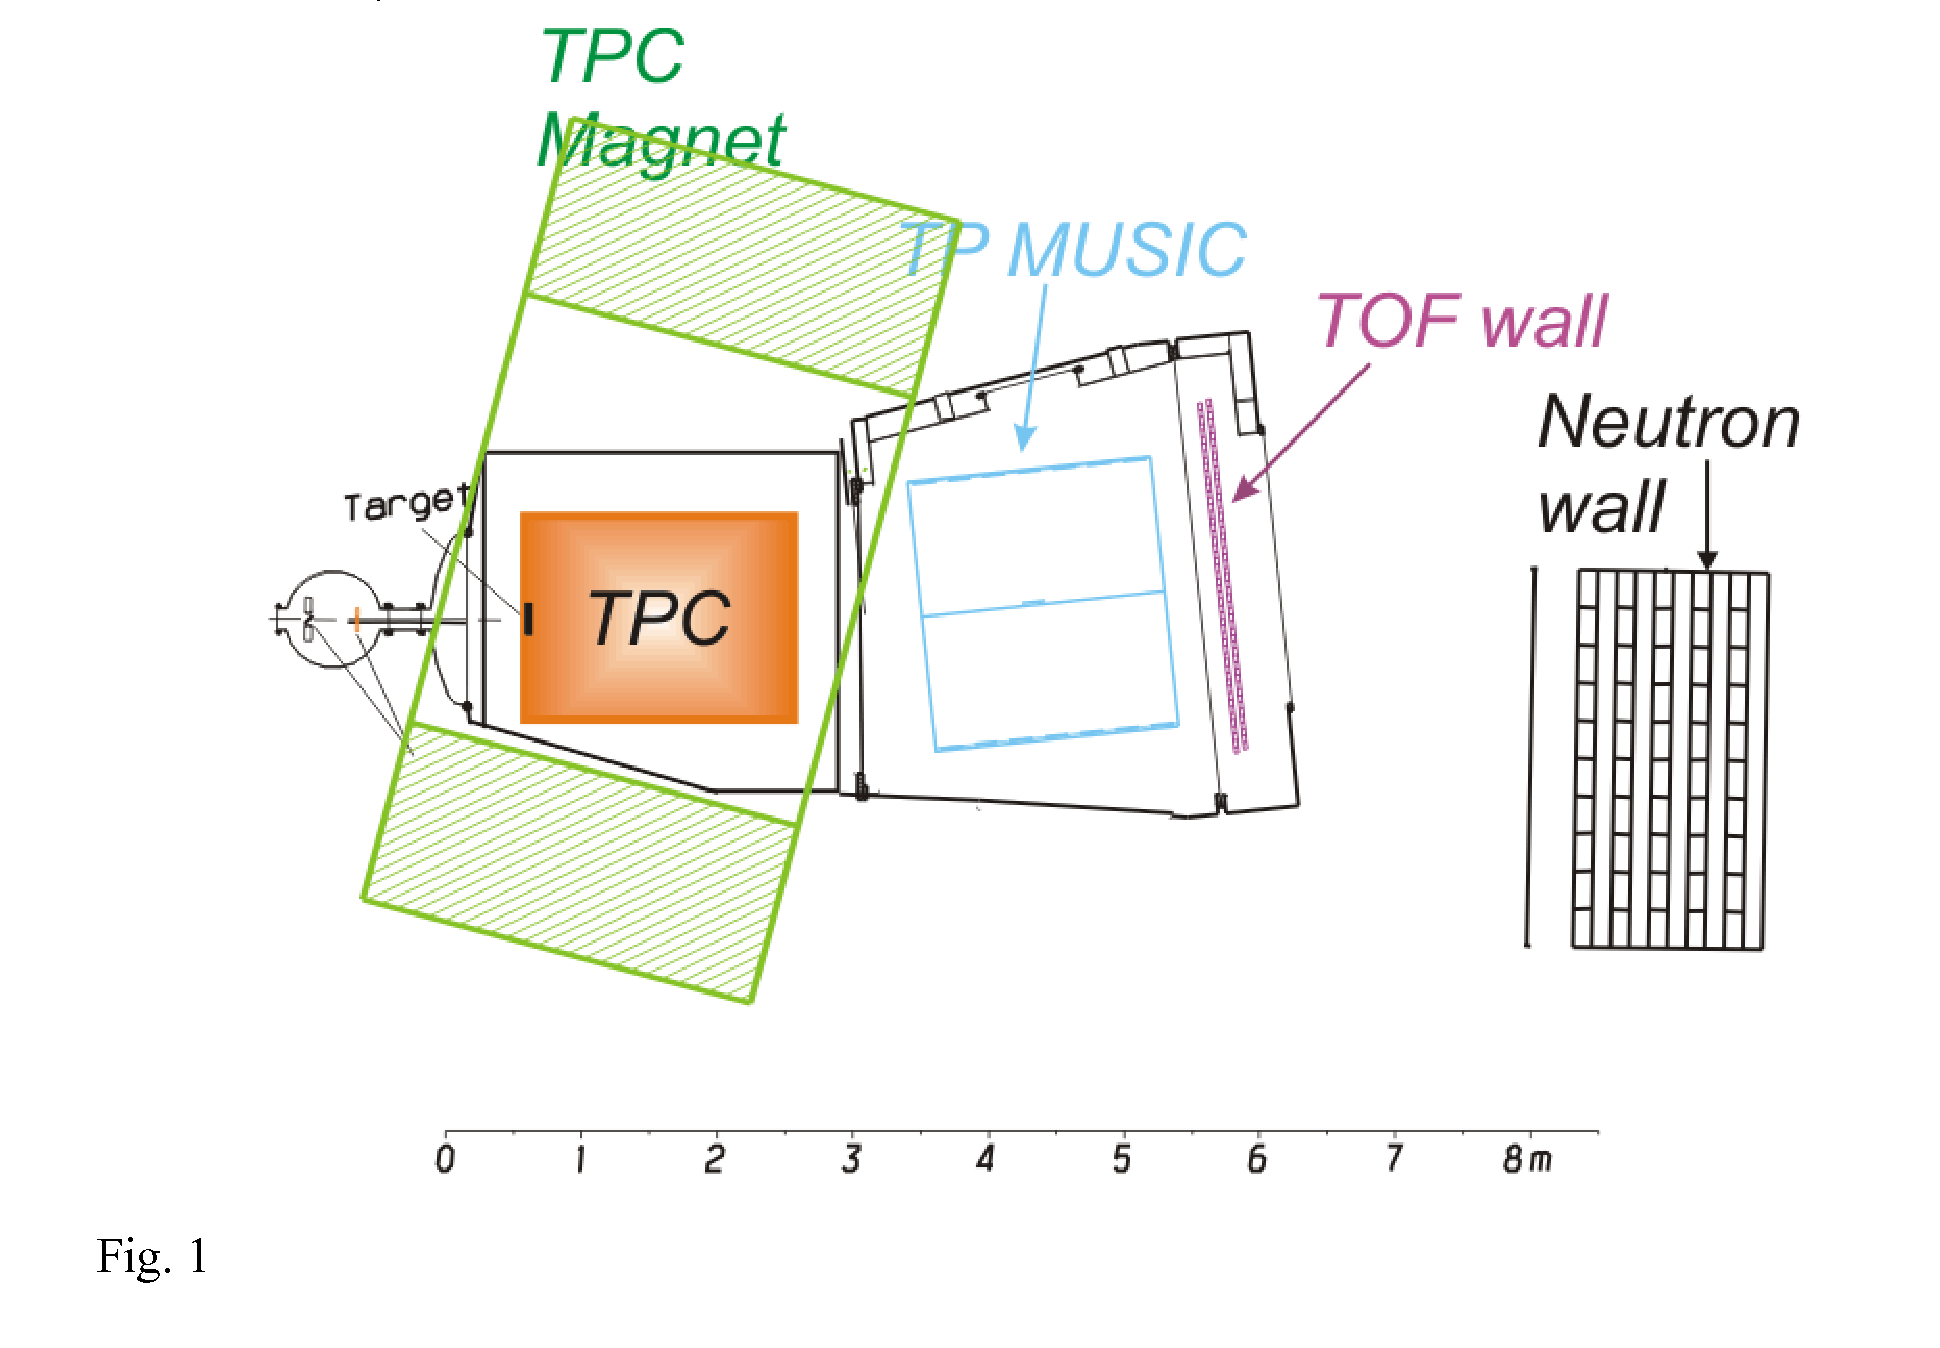 TPC
Magnet
TP MUSIC
TOF wall
Neutron
wall
Target
TPC
0 1 2 3 4 5 6 7 8m
Fig. 1